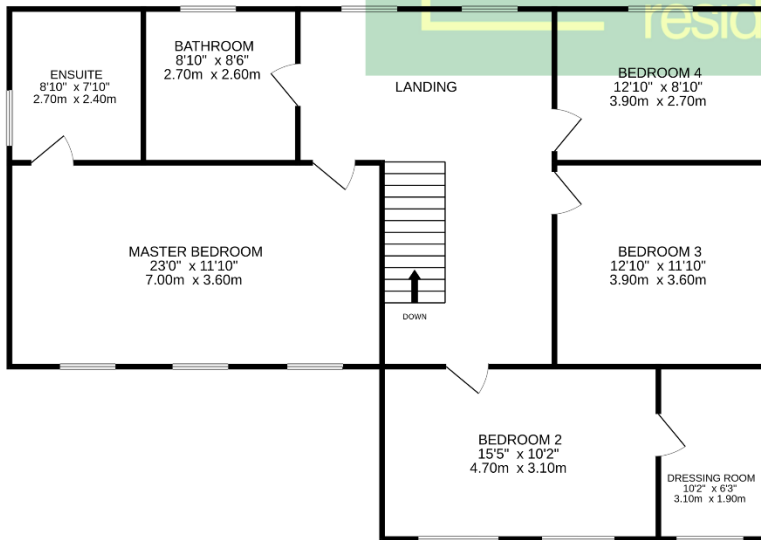 resid
ENSUITE
8'10" x 7'10"
2.70m x 2.40m
BATHROOM
8'10" x 8'6"
2.70m x 2.60m
LANDING
BEDROOM 4
12'10" x 8'10"
3.90m x 2.70m
MASTER BEDROOM
23'0" x 11'10"
7.00m x 3.60m
DOWN
BEDROOM 3
12'10" x 11'10"
3.90m x 3.60m
BEDROOM 2
15'5" x 10'2"
4.70m x 3.10m
DRESSING ROOM
10'2" x 6'3"
3.10m x 1.90m